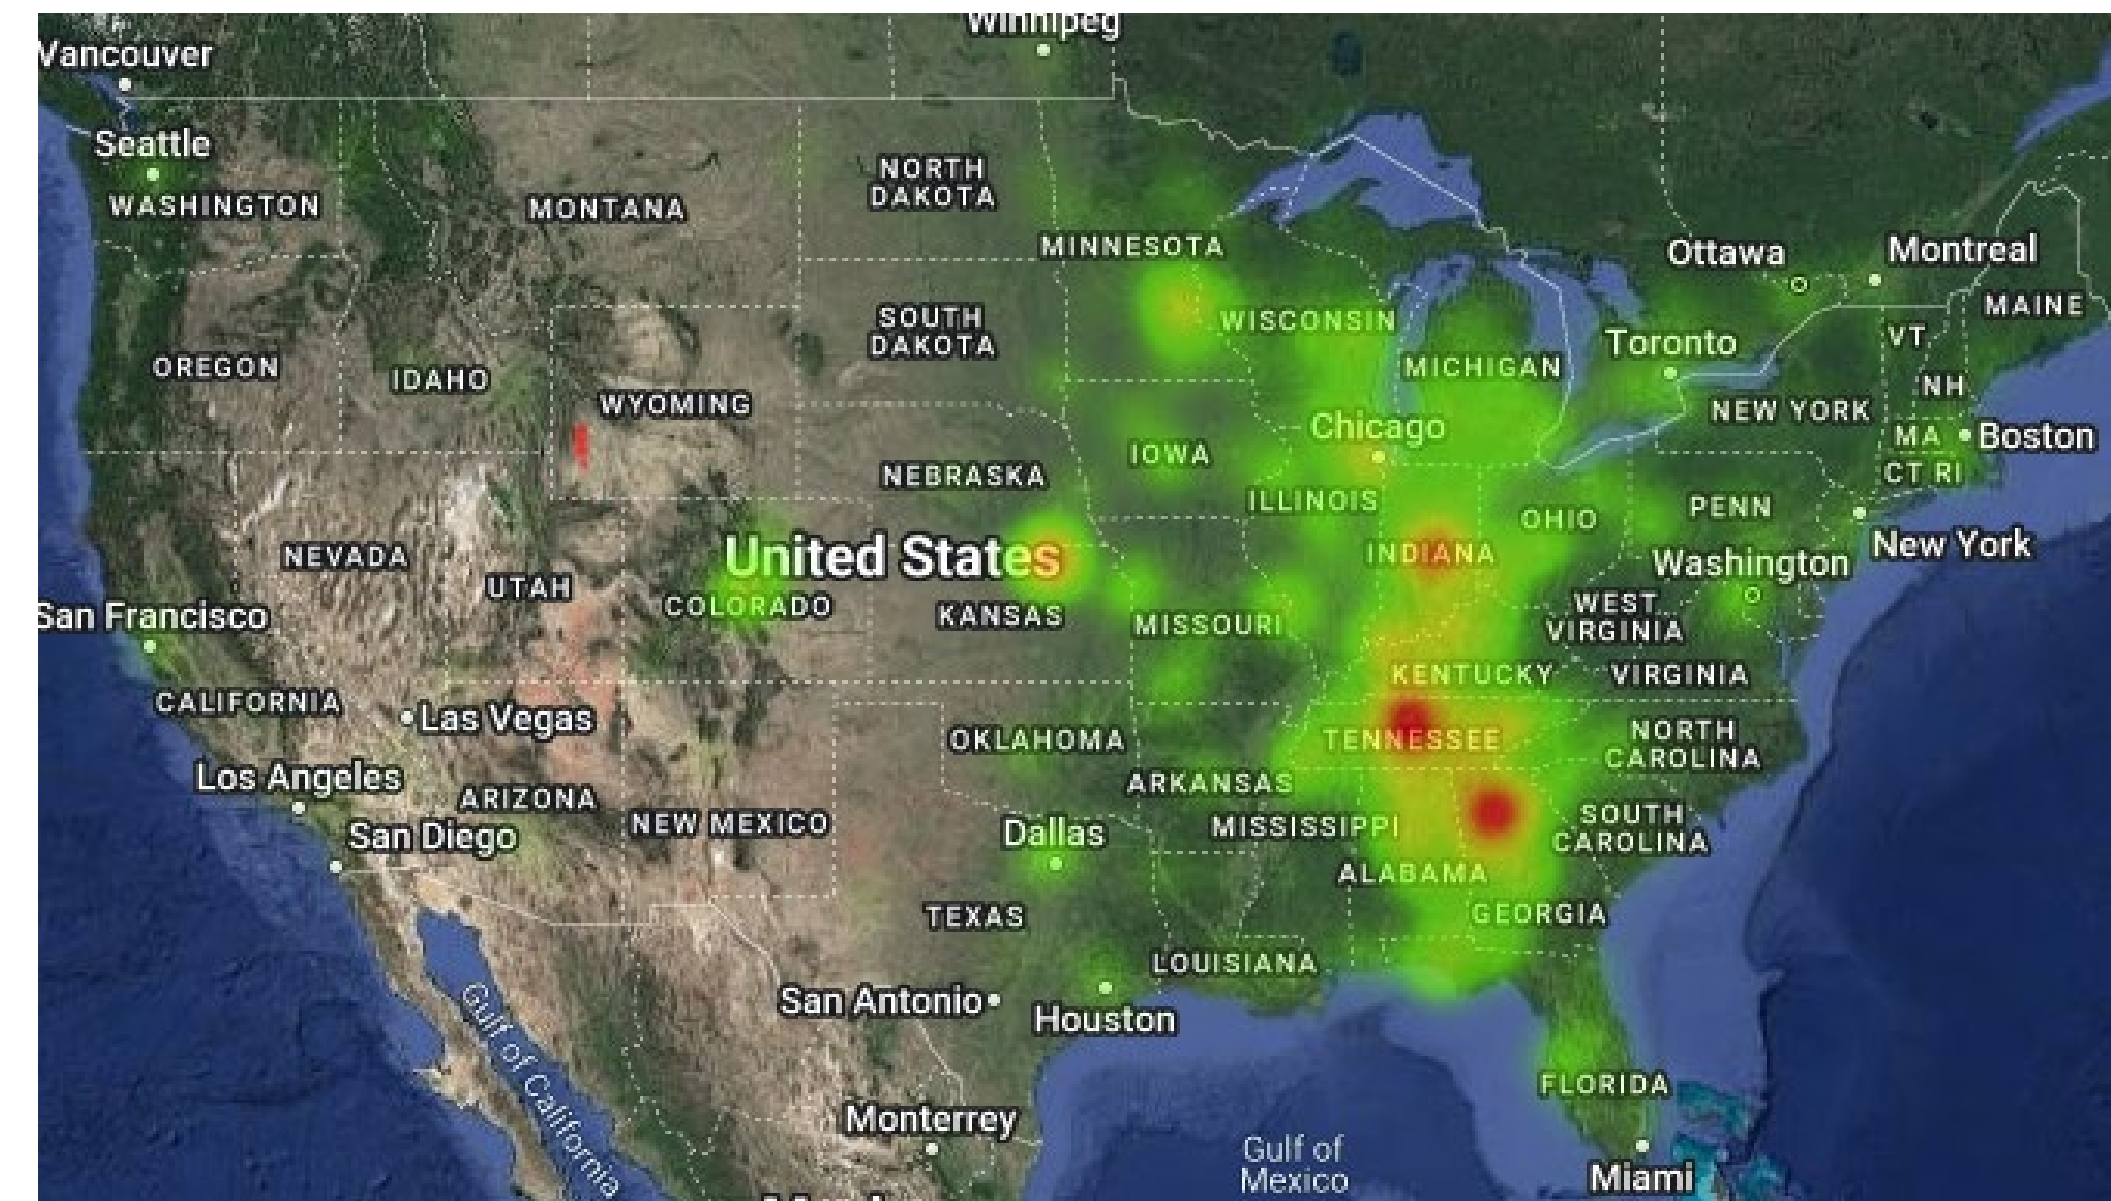 Winnipeg
Vancouver
Seattle
WASHINGTON
MONTANA
NORTH
DAKOTA
MINNESOTA
Ottawa
Montreal
MAINE
SOUTH
DAKOTA
WISCONSIN
VT
OREGON
IDAHO
MICHIGAN
Toronto
NH
WYOMING
NEW YORK
Chicago
MA
Boston
IOWA
NEBRASKA
CT RI
ILLINOIS
PENN
OHIO
United States
NEVADA
INDIANA
Washington
New York
UTAH
COLORADO
KANSAS
MISSOURI
WEST
VIRGINIA
San Francisco
KENTUCKY
VIRGINIA
CALIFORNIA
Las Vegas
OKLAHOMA
TENNESSEE
NORTH
CAROLINA
Los Angeles
ARIZONA
ARKANSAS
NEW MEXICO
MISSISSIPPI
SOUTH
CAROLINA
San Diego
Dallas
ALABAMA
TEXAS
GEORGIA
LOUISIANA
San Antonio
Houston
Gulf of California
FLORIDA
Monterrey
Gulf of
Mexico
Miami